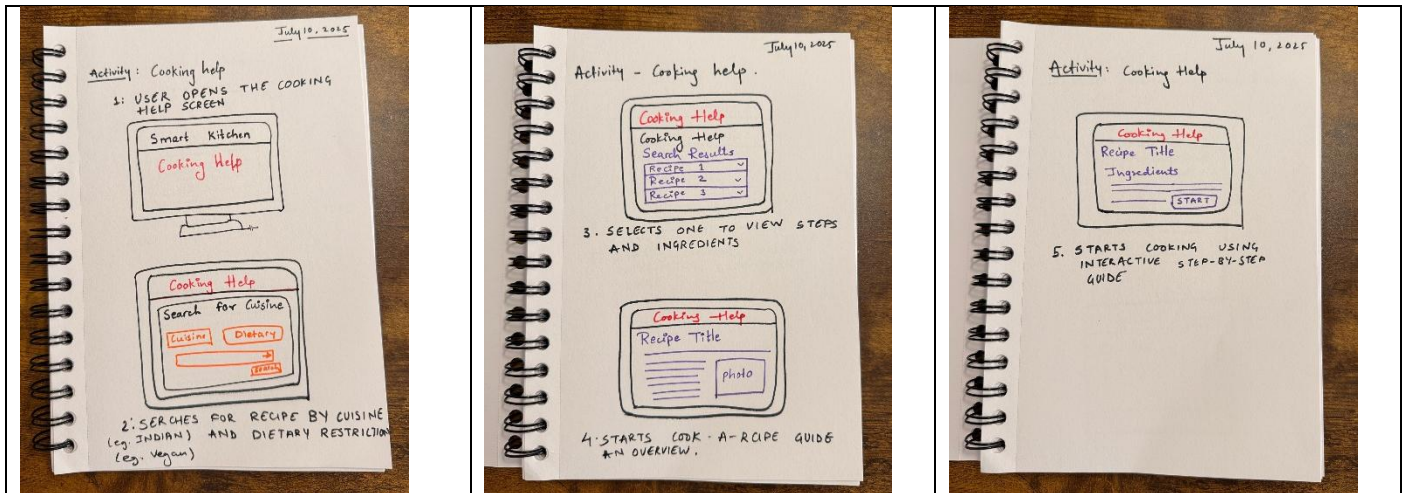 July 10, 2025
Activity: Cooking help
1: USER OPENS THE COOKING
HELP SCREEN
Smart Kitchen
Cooking Help
Cooking Help
Search for Cuisine
Cuisine Dietary
Search
2: SERCHES FOR RECIPE BY CUISINE
(eg. INDIAN) AND DIETARY RESTRICTION
(eg. Vegan)
July 10, 2025
Activity - Cooking help.
Cooking Help
Cooking Help
Search Results
Recipe 1
Recipe 2
Recipe 3
3. SELECTS ONE TO VIEW STEPS
AND INGREDIENTS
Cooking Help
Recipe Title
photo
4. STARTS COOK-A-RCIPE GUIDE
AN OVERVIEW.
July 10, 2025
Activity: Cooking Help
Cooking Help
Recipe Title
Ingredients
START
5. STARTS COOKING USING
INTERACTIVE STEP-BY-STEP
GUIDE